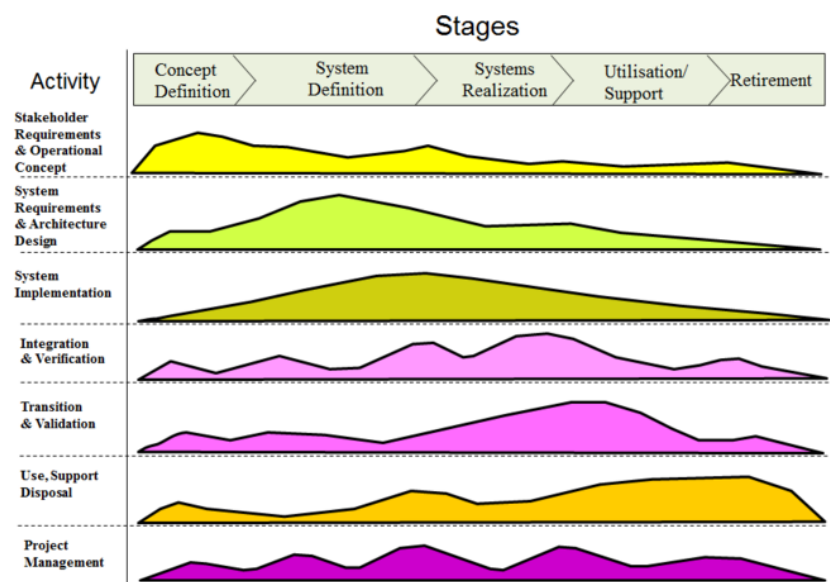 Stages
Activity
Concept
Definition
System
Definition
Systems
Realization
Utilisation/
Support
Retirement
Stakeholder
Requirements
& Operational
Concept
System
Requirements
& Architecture
Design
System
Implementation
Integration
& Verification
Transition
& Validation
Use, Support
Disposal
Project
Management